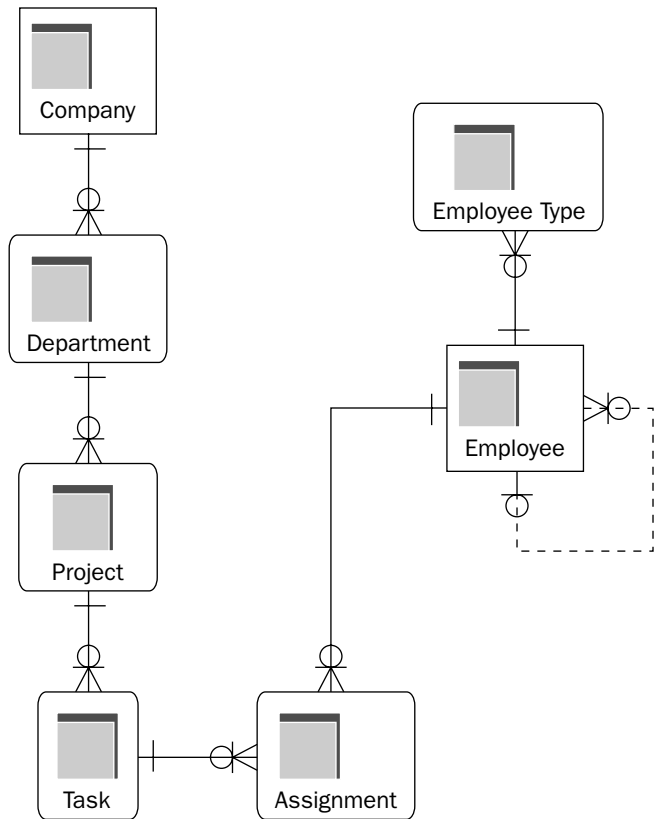 Company
Employee Type
Department
Employee
Project
Task
Assignment